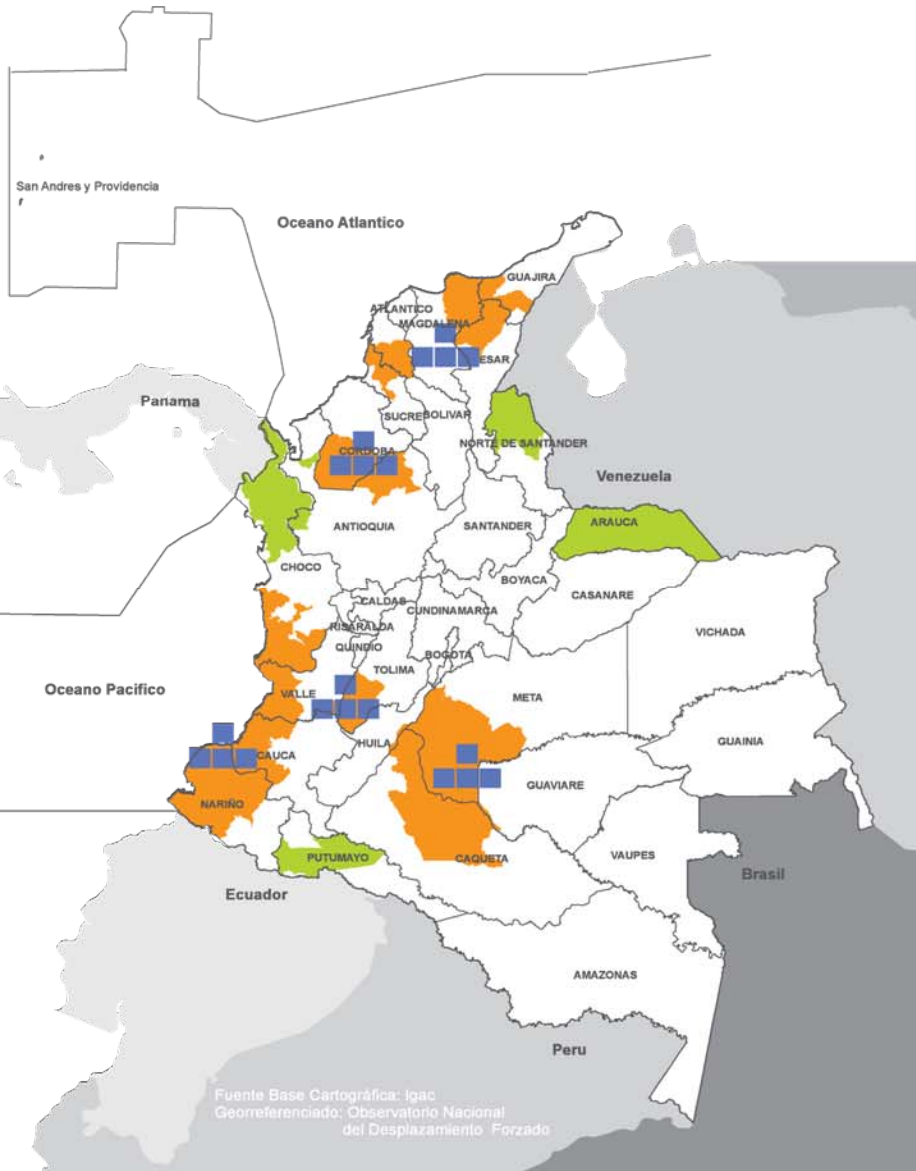 San Andres y Providencia
Oceano Atlantico
GUAJIRA
ATLANTICO
MAGDALENA
ESAR
Panama
SUCRE
BOLIVAR
CORDOBA
NORTE DE SANTANDER
Venezuela
ANTIOQUIA
SANTANDER
ARAUCA
CHOCO
BOYACA
CASANARE
CALDAS
CUNDINAMARCA
RISARALDA
VICHADA
QUINDIO
BOGOTA
TOLIMA
Oceano Pacifico
VALLE
META
HUILA
GUAINIA
CAUCA
GUAVIARE
NARIÑO
PUTUMAYO
CAQUETA
VAUPES
Brasil
Ecuador
AMAZONAS
Peru
Fuente Base Cartográfica: Igac
Georreferenciado: Observatorio Nacional
del Desplazamiento Forzado